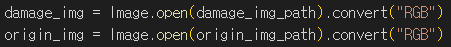 damage_img = Image.open(damage_img_path).convert("RGB")
origin_img = Image.open(origin_img_path).convert("RGB")